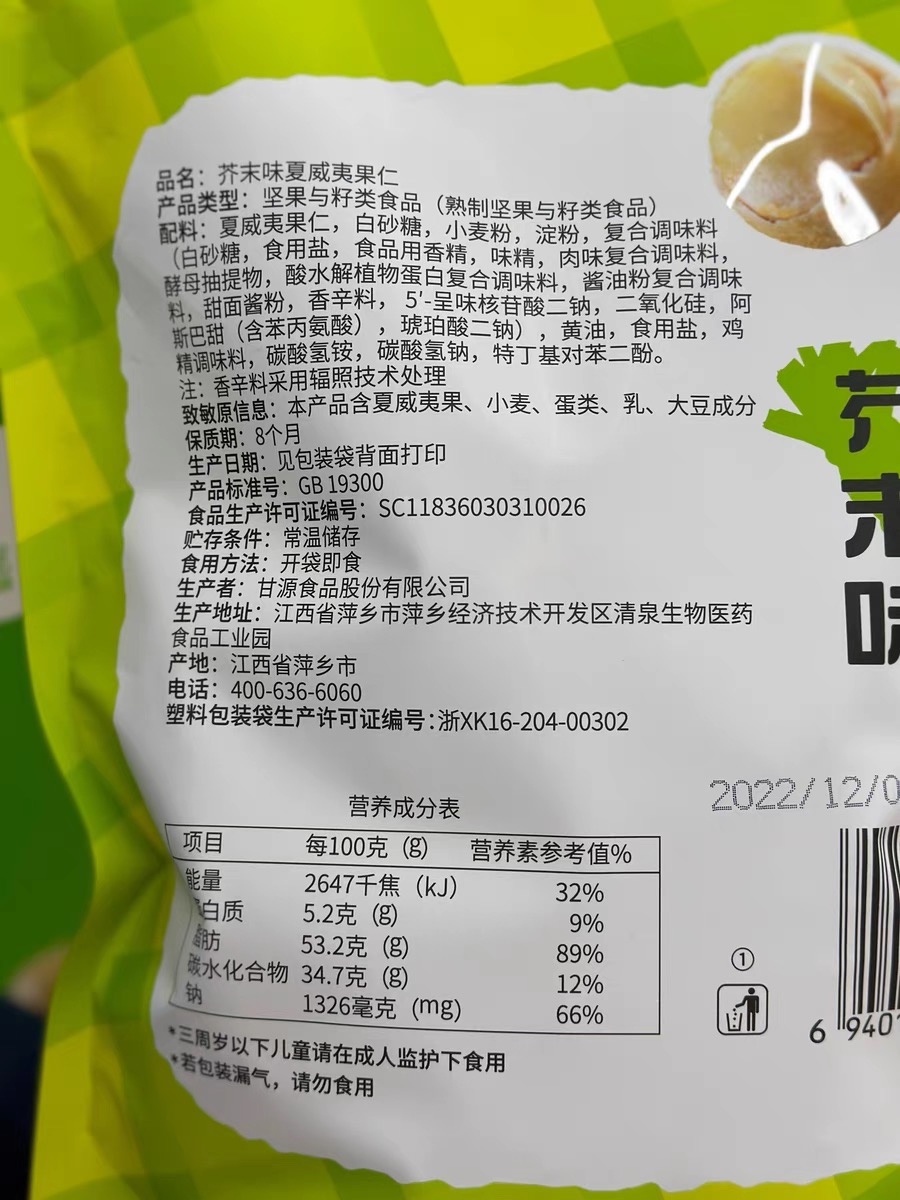 品名：芥末味夏威夷果仁
产品类型：坚果与籽类食品（熟制坚果与籽类食品）
配料：夏威夷果仁，白砂糖，小麦粉，淀粉，复合调味料
（白砂糖，食用盐，食品用香精，味精，肉味复合调味料，
酵母抽提物，酸水解植物蛋白复合调味料，酱油粉复合调味
料，甜面酱粉，香辛料，5'-呈味核苷酸二钠，二氧化硅，阿
斯巴甜（含苯丙氨酸），琥珀酸二钠），黄油，食用盐，鸡
精调味料，碳酸氢铵，碳酸氢钠，特丁基对苯二酚。
注：香辛料采用辐照技术处理
致敏原信息：本产品含夏威夷果、小麦、蛋类、乳、大豆成分
保质期：8个月
生产日期：见包装袋背面打印
产品标准号：GB 19300
食品生产许可证编号：SC11836030310026
贮存条件：常温储存
食用方法：开袋即食
生产者：甘源食品股份有限公司
生产地址：江西省萍乡市萍乡经济技术开发区清泉生物医药
食品工业园
产地：江西省萍乡市
电话：400-636-6060
塑料包装袋生产许可证编号:浙XK16-204-00302
芥
末
味
2022/12/0
营养成分表
项目 每100克（g） 营养素参考值%
能量 2647千焦（kJ） 32%
白质 5.2克（g） 9%
脂肪 53.2克（g） 89%
碳水化合物 34.7克（g） 12%
钠 1326毫克（mg） 66%
①
6 9401
*三周岁以下儿童请在成人监护下食用
*若包装漏气，请勿食用